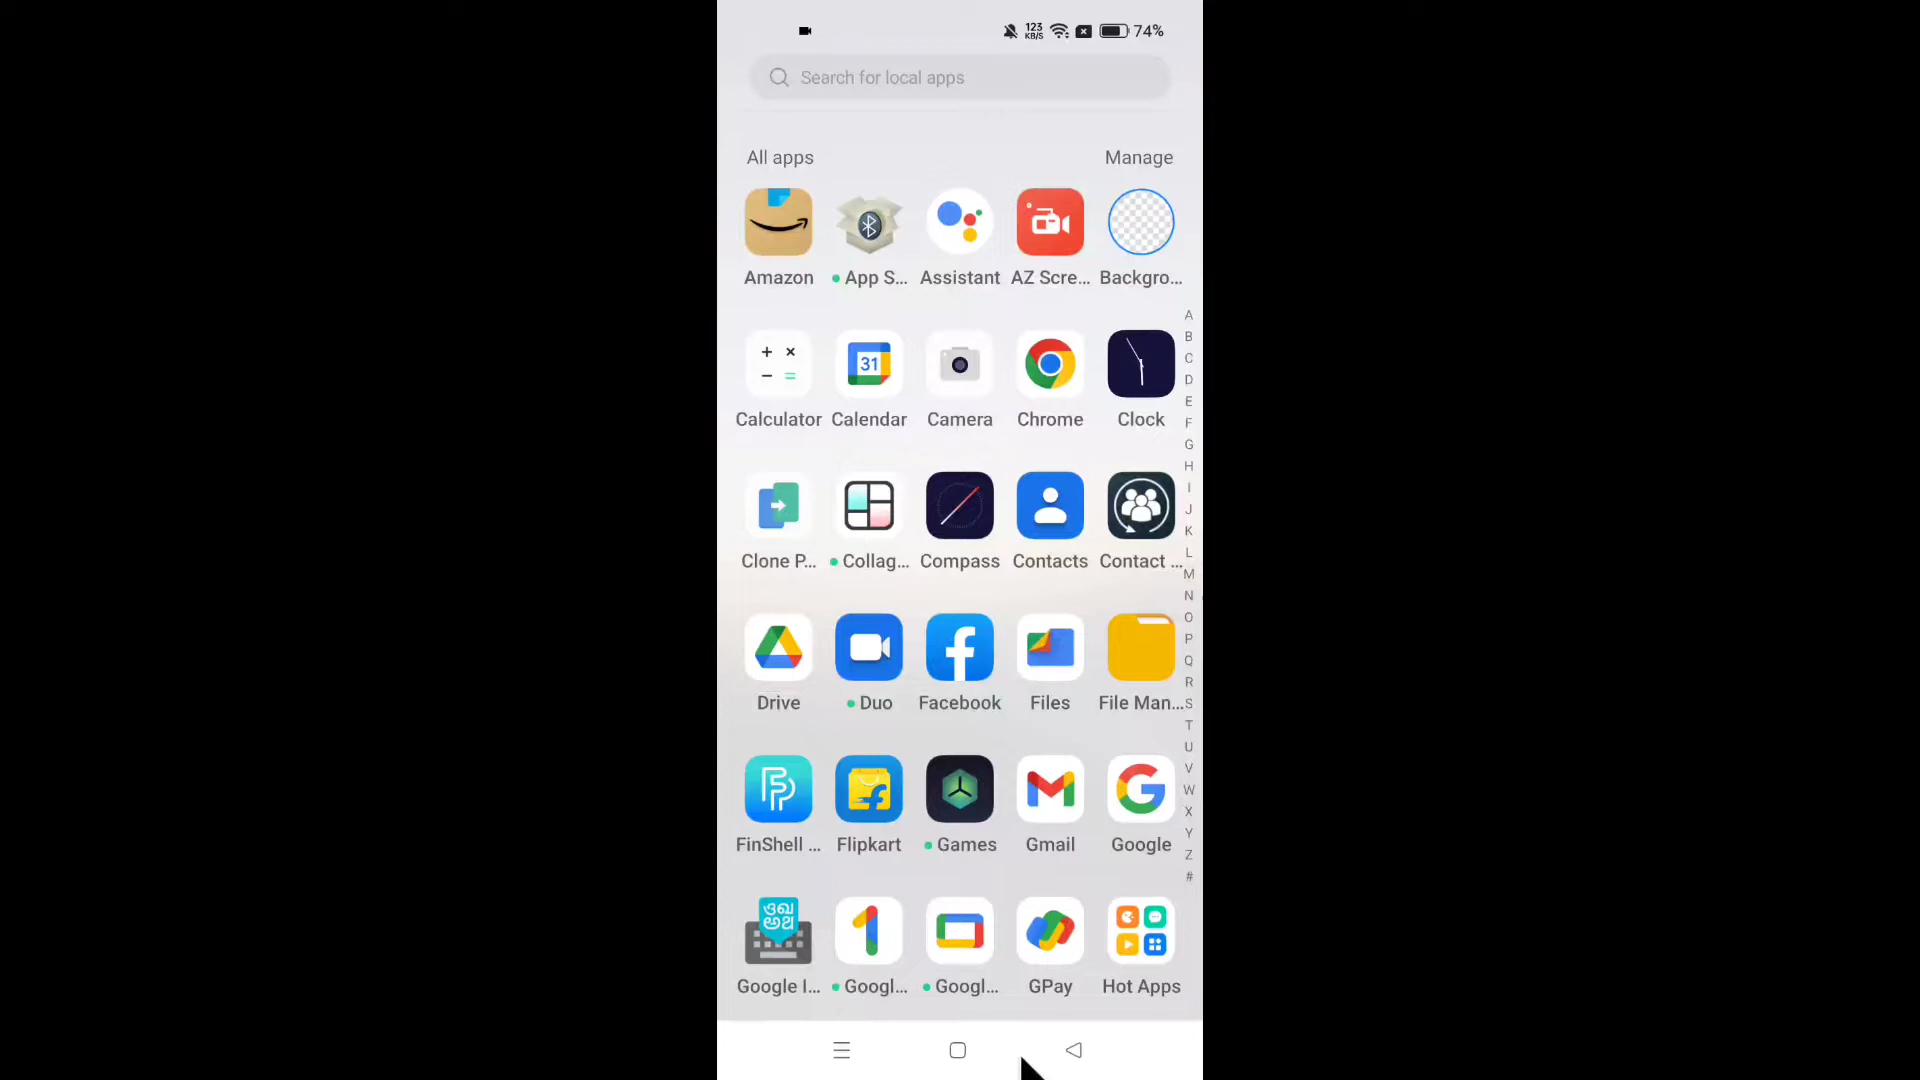 123
KB/S
74%
Search for local apps
All apps Manage
Amazon App S... Assistant AZ Scre... Backgro...
31
Calculator Calendar Camera Chrome Clock
Clone P... Collag... Compass Contacts Contact ...
Drive Duo Facebook Files File Man...
FinShell ... Flipkart Games Gmail Google
Google I... Googl... Googl... GPay Hot Apps
A
B
C
D
E
F
G
H
I
J
K
L
M
N
O
P
Q
R
S
T
U
V
W
X
Y
Z
#